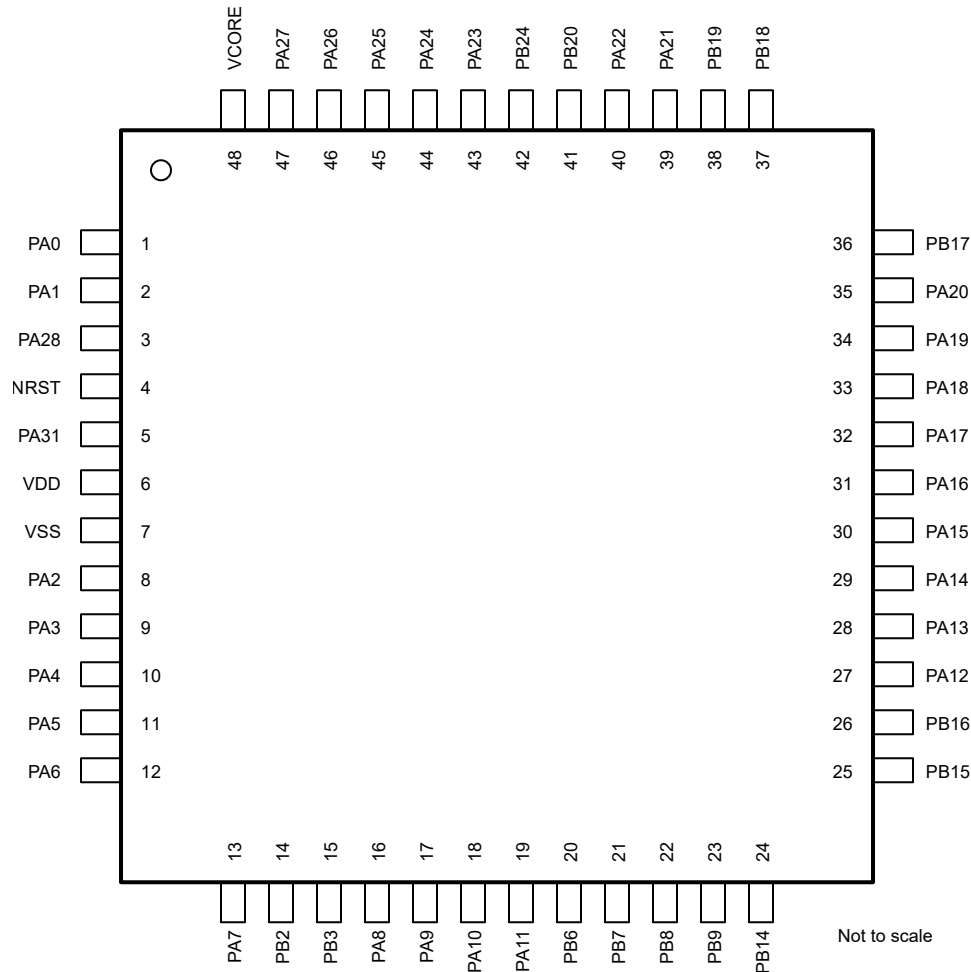 VCORE PA27 PA26 PA25 PA24 PA23 PB24 PB20 PA22 PA21 PB19 PB18
48 47 46 45 44 43 42 41 40 39 38 37
PA0 1 36 PB17
PA1 2 35 PA20
PA28 3 34 PA19
NRST 4 33 PA18
PA31 5 32 PA17
VDD 6 31 PA16
VSS 7 30 PA15
PA2 8 29 PA14
PA3 9 28 PA13
PA4 10 27 PA12
PA5 11 26 PB16
PA6 12 25 PB15
13 14 15 16 17 18 19 20 21 22 23 24
PA7 PB2 PB3 PA8 PA9 PA10 PA11 PB6 PB7 PB8 PB9 PB14
Not to scale